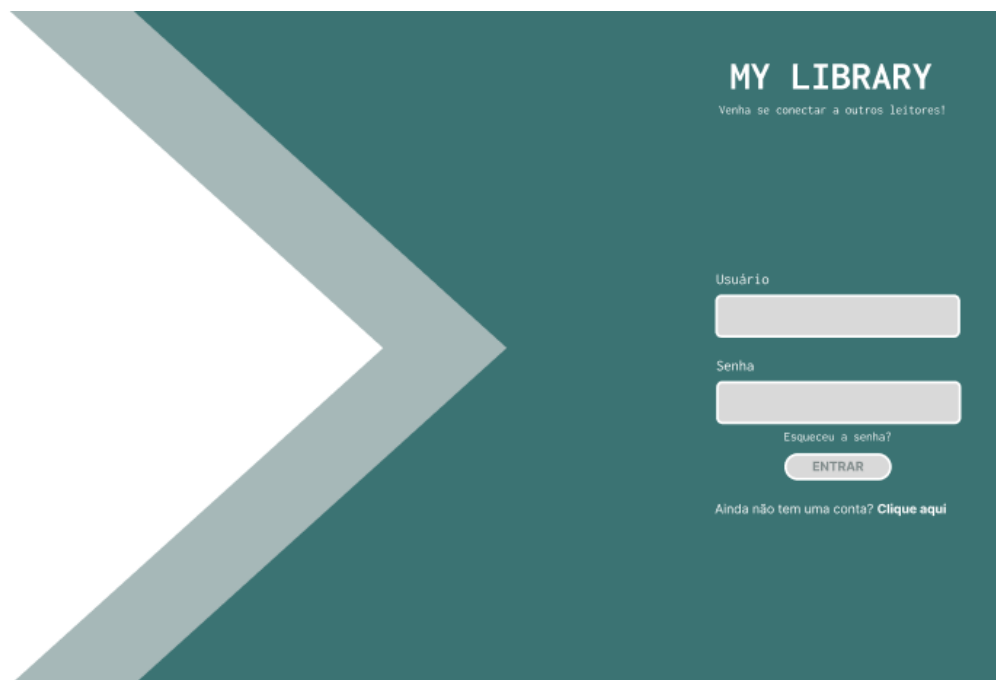 MY LIBRARY
Venha se conectar a outros leitores!
Usuário
Senha
Esqueceu a senha?
ENTRAR
Ainda não tem uma conta? Clique aqui